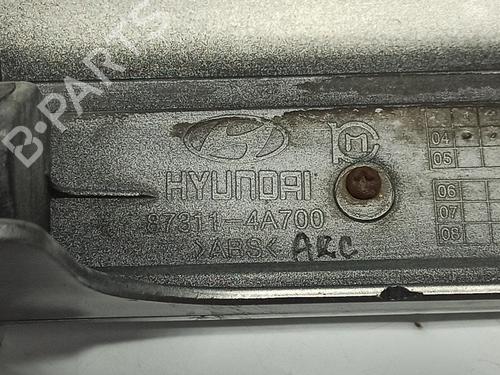 B-PARTS
HYUNDAI
87311-4A700
>ABS< ARC
04
05
06
07
08